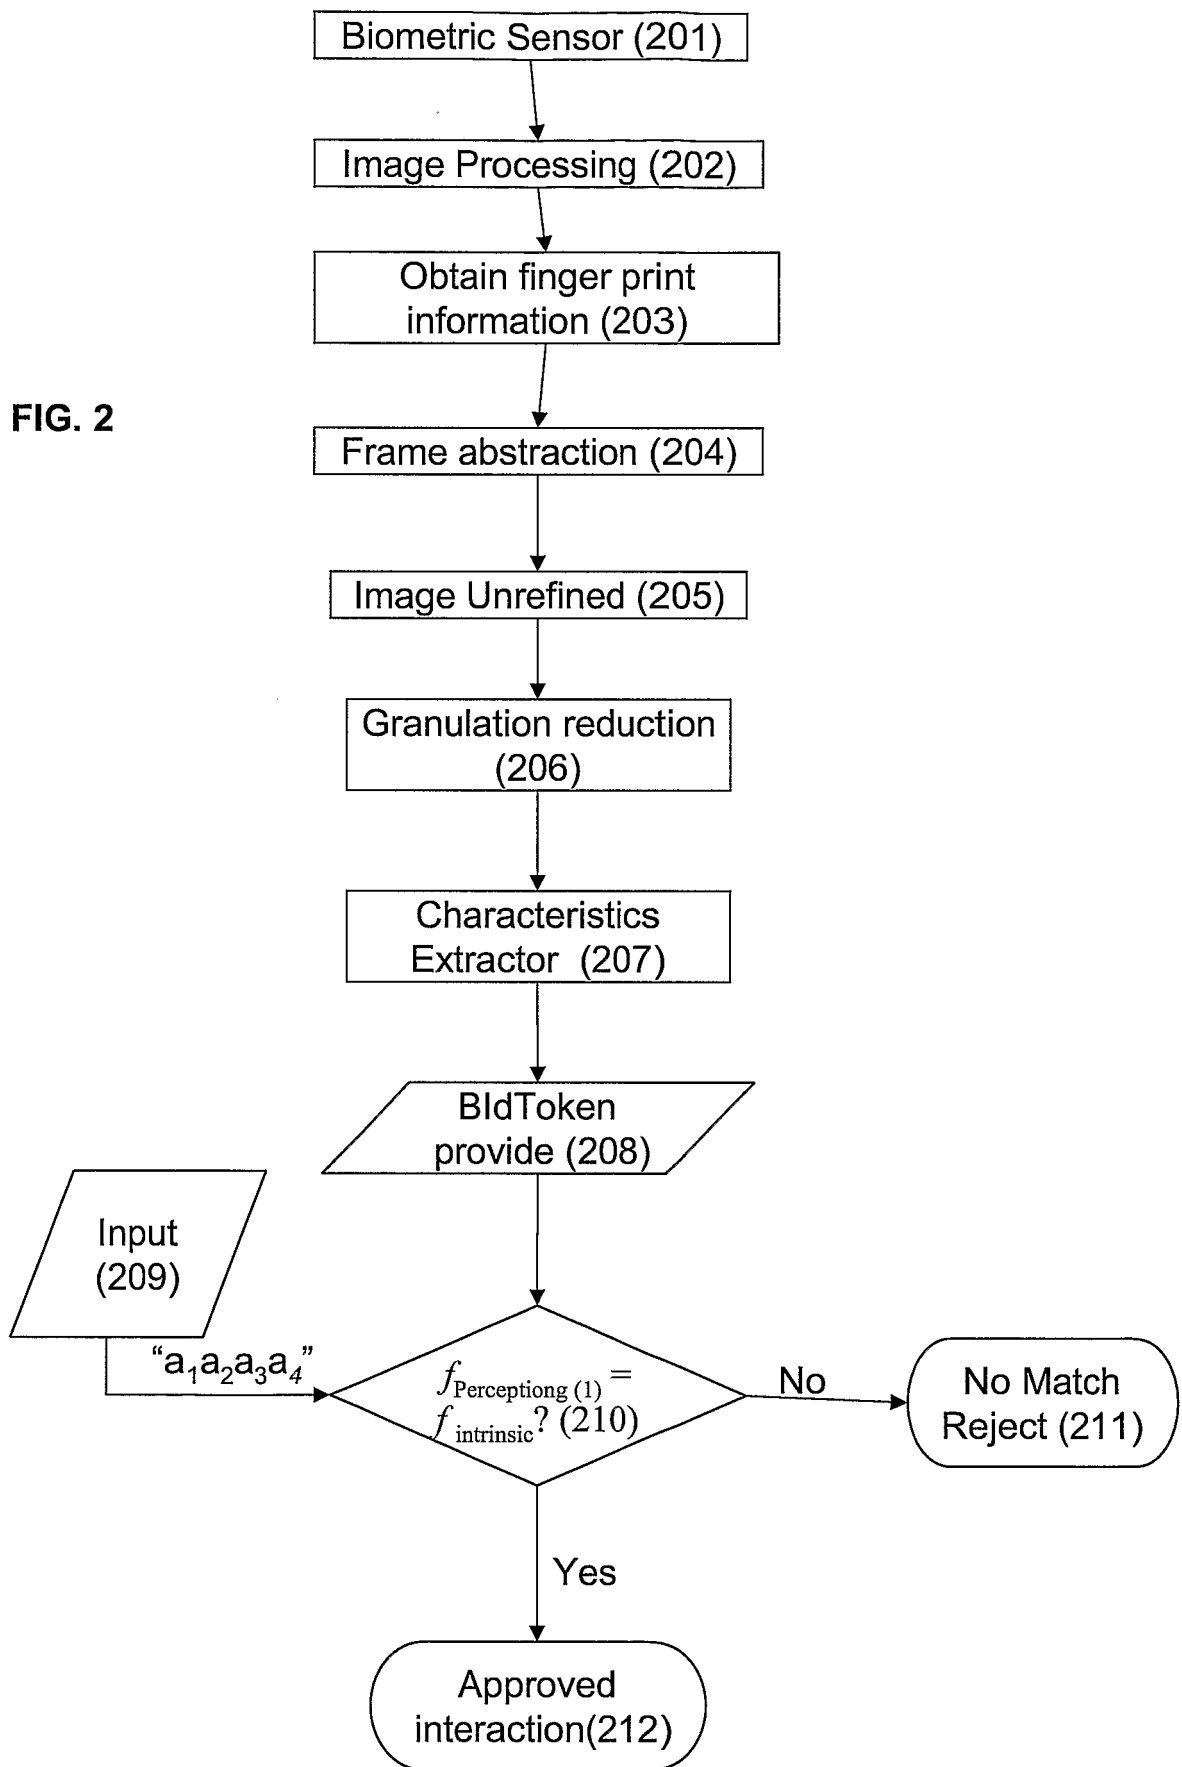 Biometric Sensor (201)
Image Processing (202)
Obtain finger print
information (203)
FIG. 2
Frame abstraction (204)
Image Unrefined (205)
Granulation reduction
(206)
Characteristics
Extractor (207)
BIdToken
provide (208)
Input
(209)
“a₁a₂a₃a₄”
f Perceptiong (1) =
f intrinsic? (210)
No
No Match
Reject (211)
Yes
Approved
interaction(212)